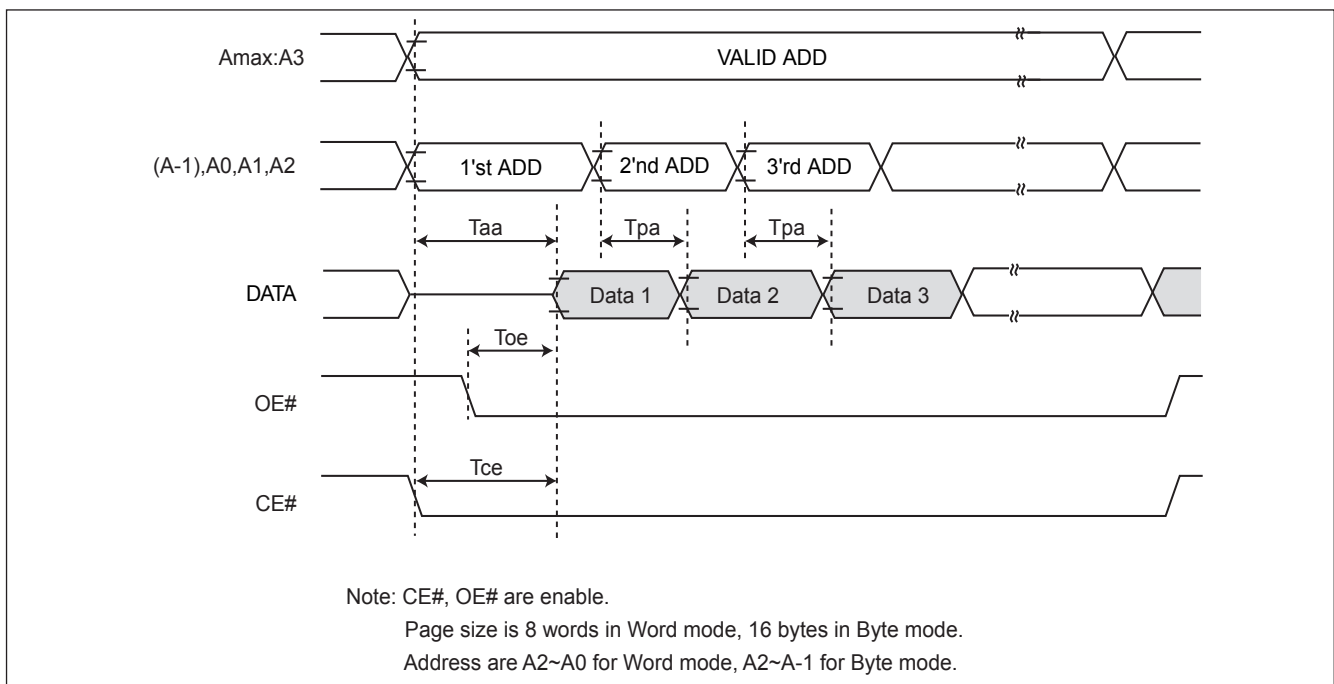 Amax:A3
VALID ADD
(A-1),A0,A1,A2
1'st ADD
2'nd ADD
3'rd ADD
Taa
Tpa
Tpa
DATA
Data 1
Data 2
Data 3
Toe
OE#
Tce
CE#
Note: CE#, OE# are enable.
Page size is 8 words in Word mode, 16 bytes in Byte mode.
Address are A2~A0 for Word mode, A2~A-1 for Byte mode.